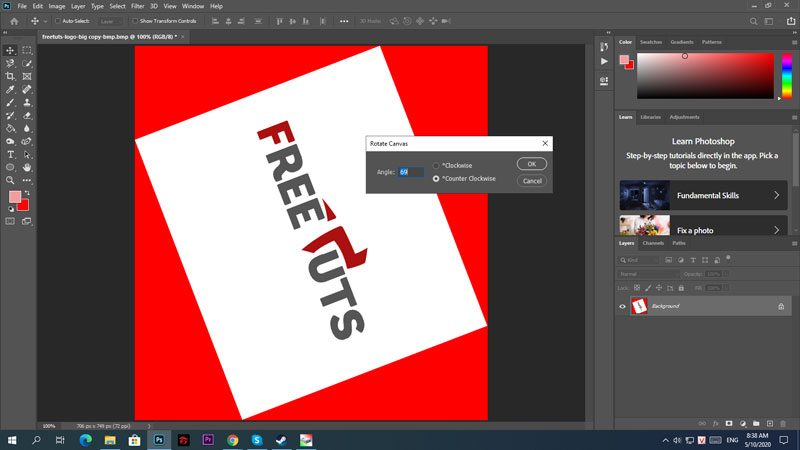 File Edit Image Layer Type Select Filter 3D View Window Help
Auto-Select: Layer Show Transform Controls 3D Mode:
freetuts-logo-big copy-bmp.bmp @ 100% (RGB/8) * ×
Color Swatches Gradients Patterns
Learn Libraries Adjustments
Learn Photoshop
Step-by-step tutorials directly in the app. Pick a
topic below to begin.
Fundamental Skills
Fix a photo
Layers Channels Paths
Kind
Normal Opacity: 100%
Lock: Fill: 100%
Background
Rotate Canvas
Angle: 69
°Clockwise
°Counter Clockwise
OK
Cancel
FREETUTS
100% 706 px x 749 px (72 ppi)
Ps Pr S V ENG
8:38 AM
5/10/2020